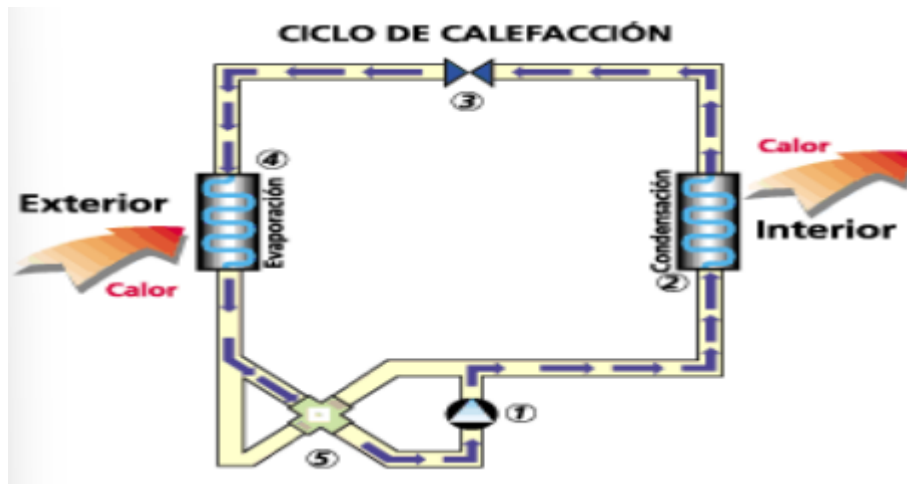 CICLO DE CALEFACCIÓN
③
④
Calor
Exterior
Evaporación
Condensación
Interior
Calor
②
①
⑤